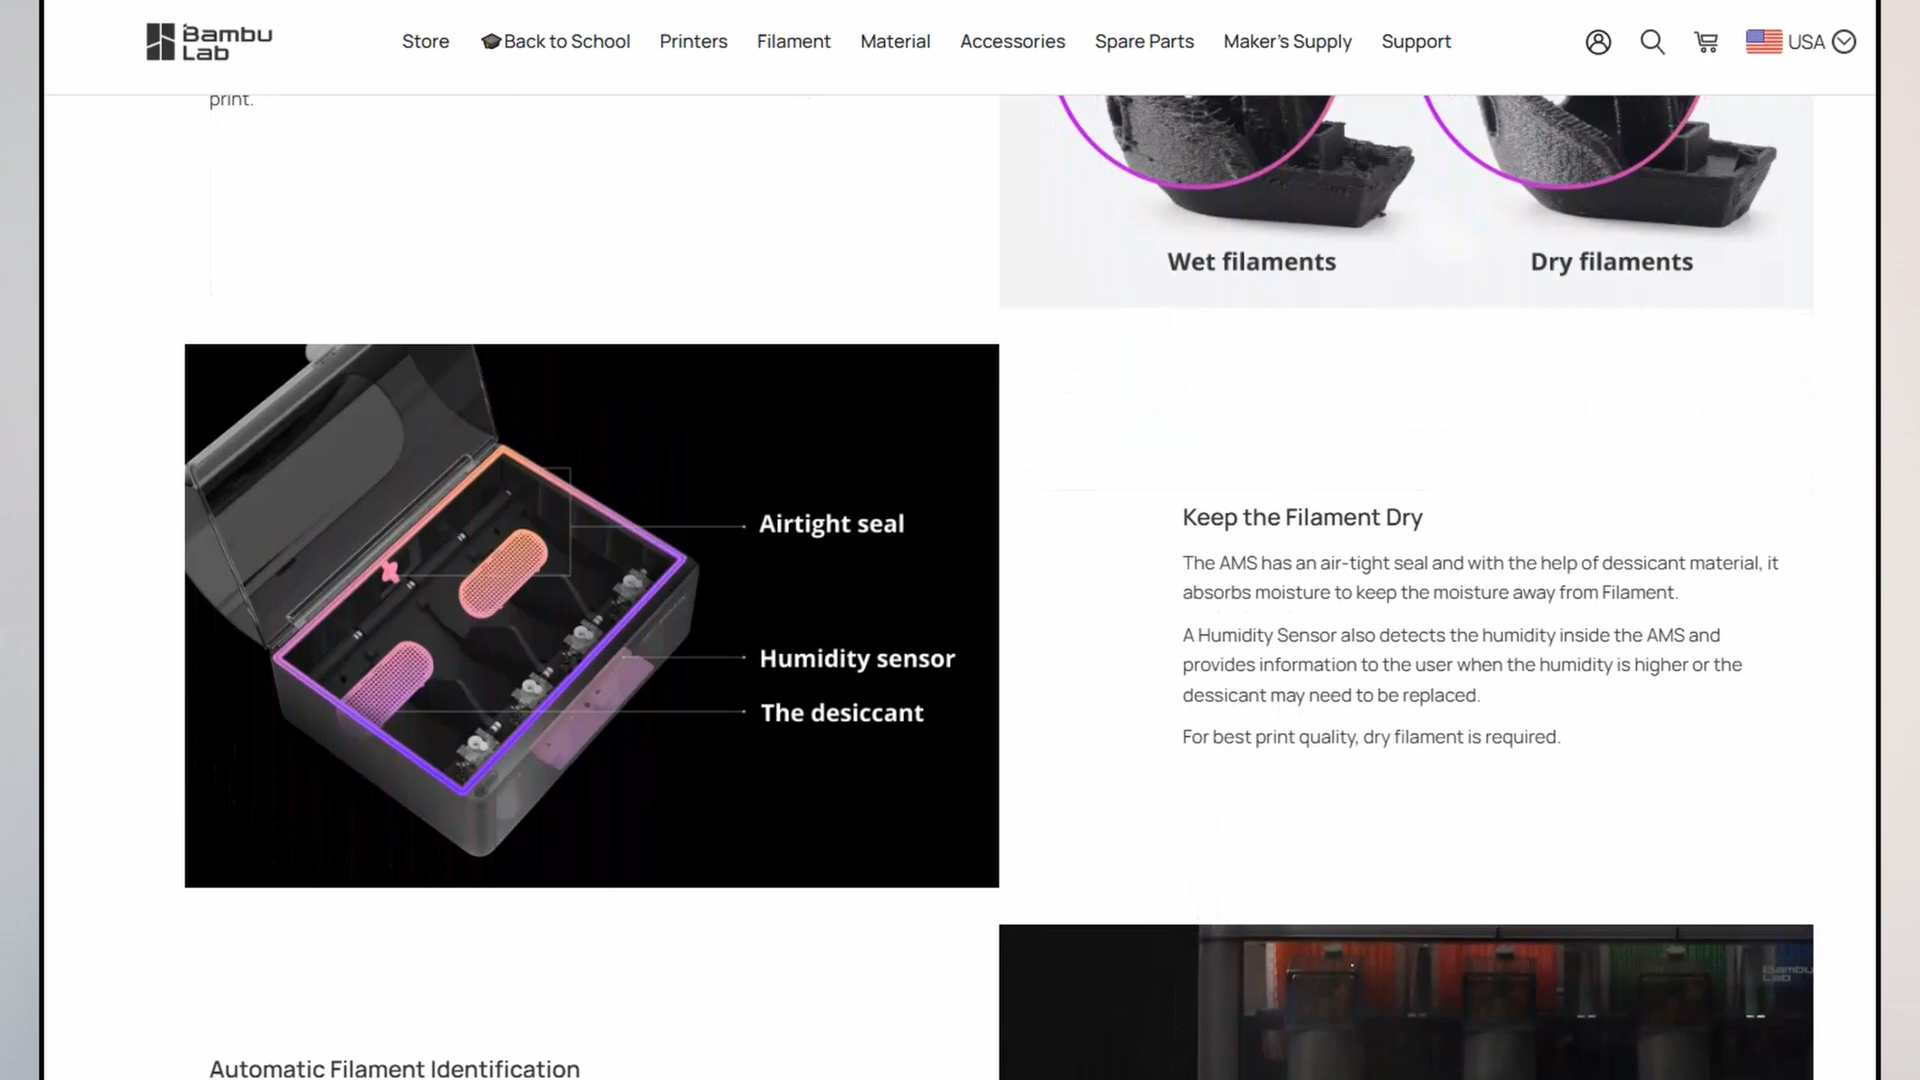 Bambu
Lab
Store
Back to School
Printers
Filament
Material
Accessories
Spare Parts
Maker's Supply
Support
USA
print.
Wet filaments
Dry filaments
Airtight seal
Humidity sensor
The desiccant
Keep the Filament Dry
The AMS has an air-tight seal and with the help of dessicant material, it
absorbs moisture to keep the moisture away from Filament.
A Humidity Sensor also detects the humidity inside the AMS and
provides information to the user when the humidity is higher or the
dessicant may need to be replaced.
For best print quality, dry filament is required.
Bambu
Lab
Automatic Filament Identification